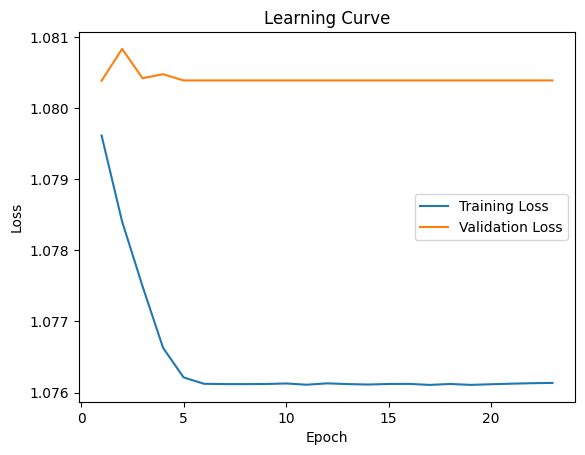 Learning Curve
1.081
1.080
1.079
1.078
1.077
1.076
Loss
Training Loss
Validation Loss
0
5
10
15
20
Epoch